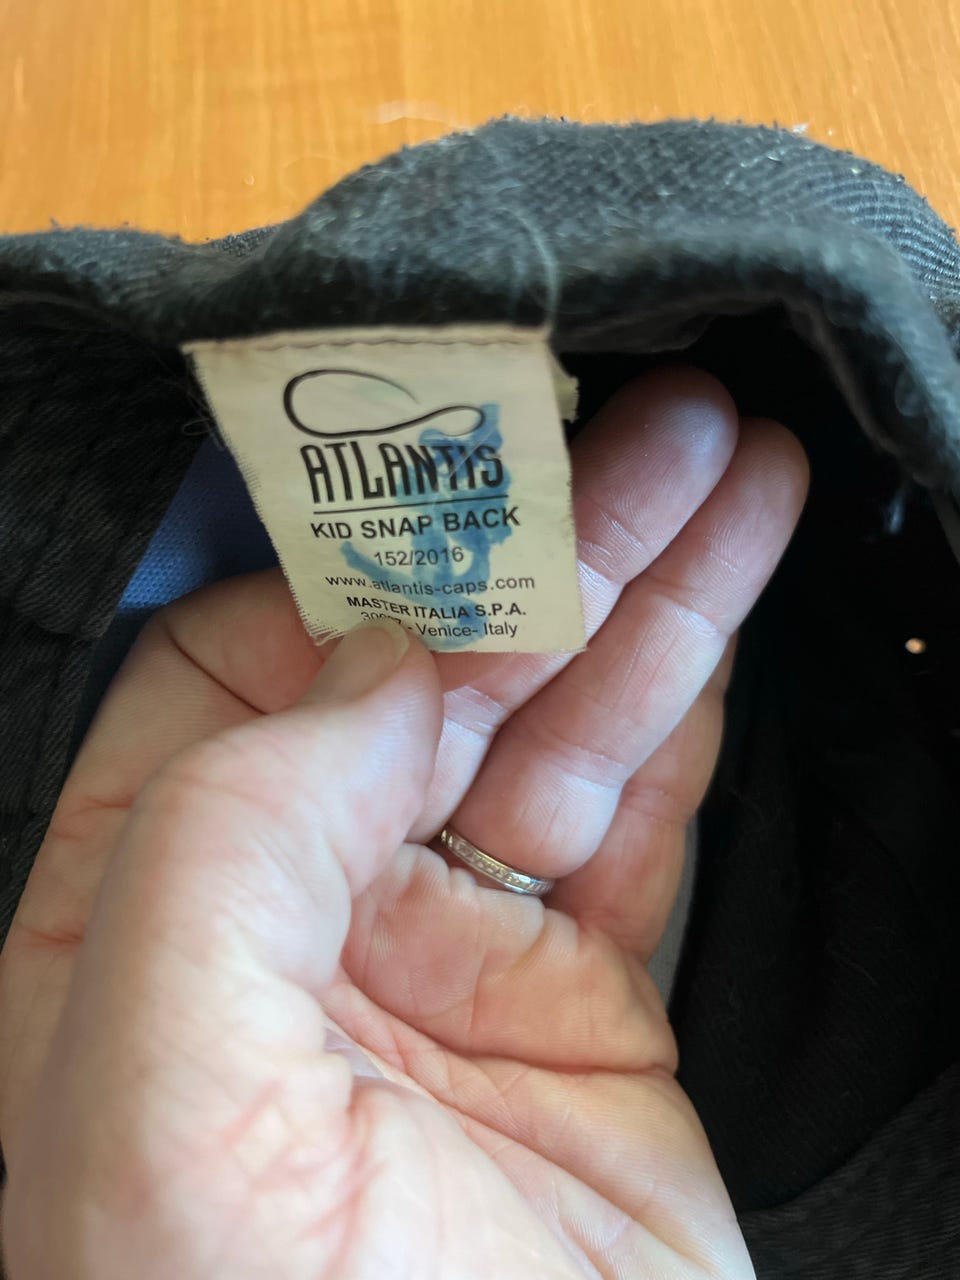 ATLANTIS
KID SNAP BACK
152/2016
www.atlantis-caps.com
MASTER ITALIA S.P.A.
- Venice- Italy